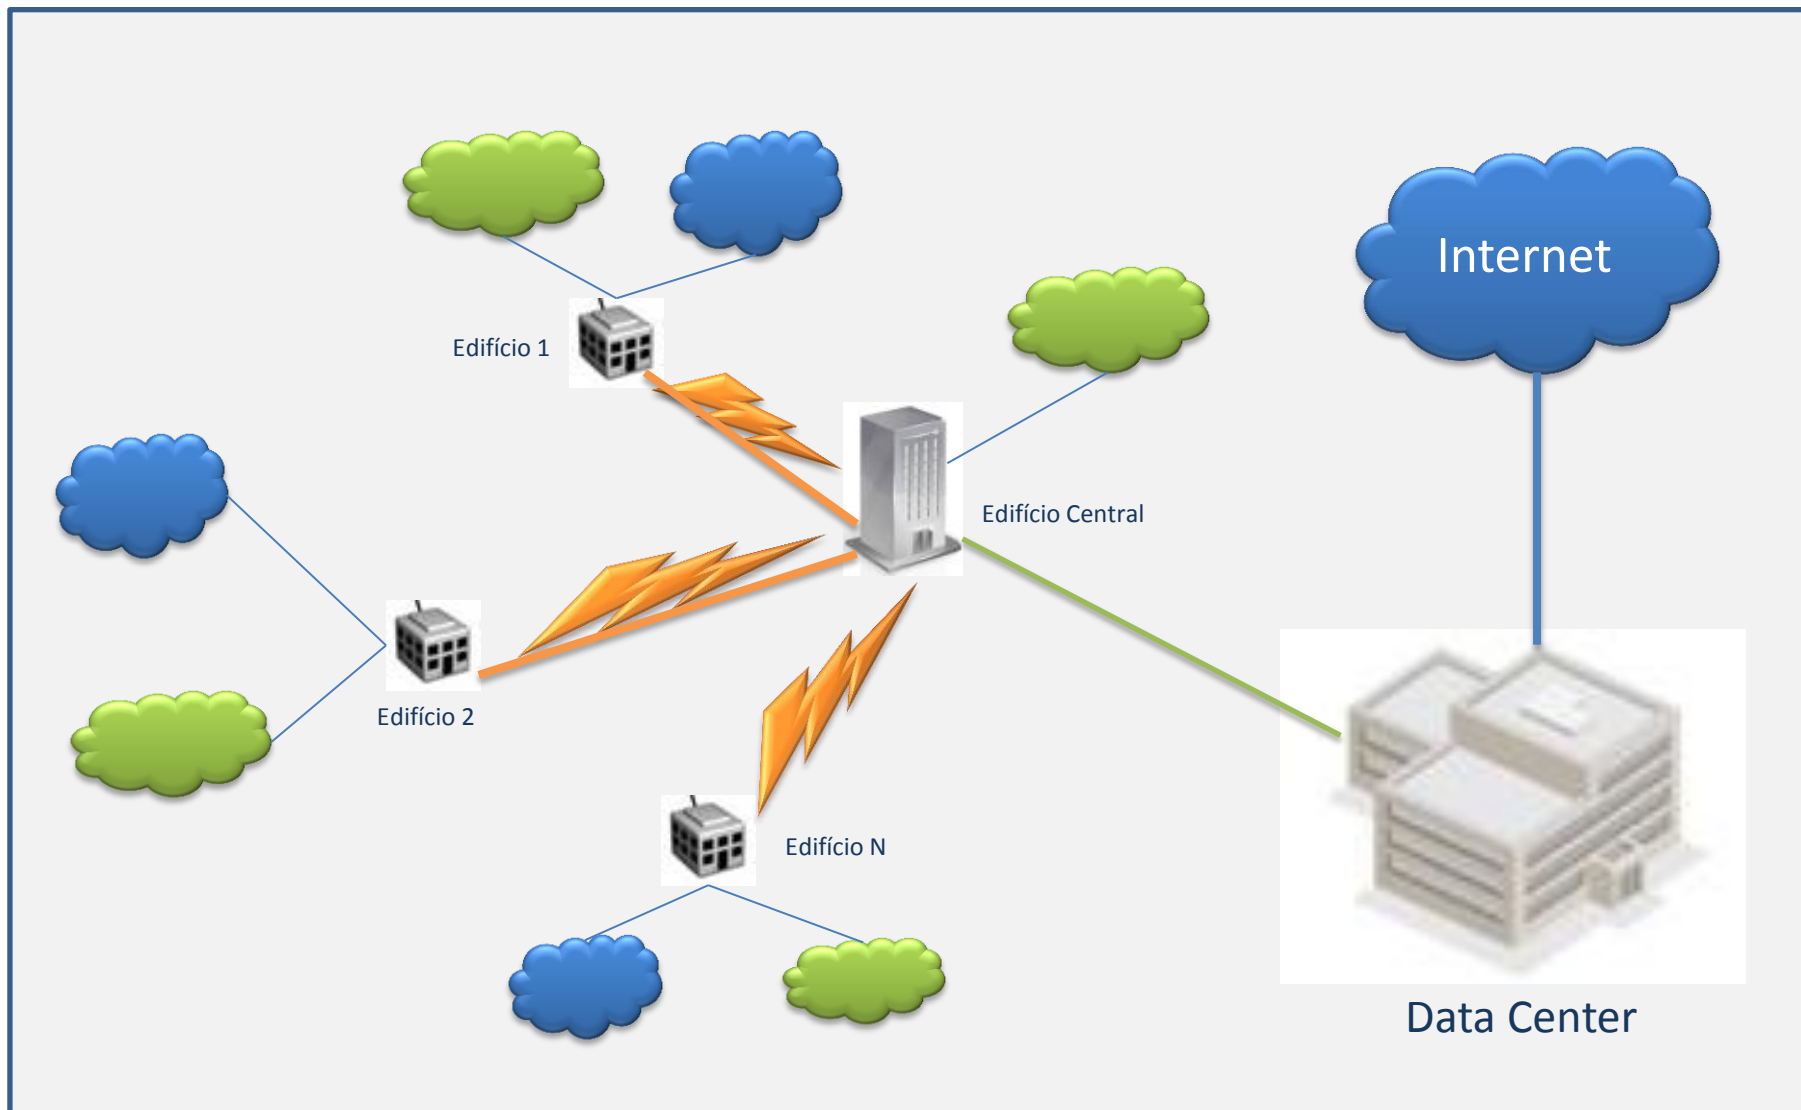 Internet
Edifício 1
Edifício Central
Edifício 2
Edifício N
Data Center